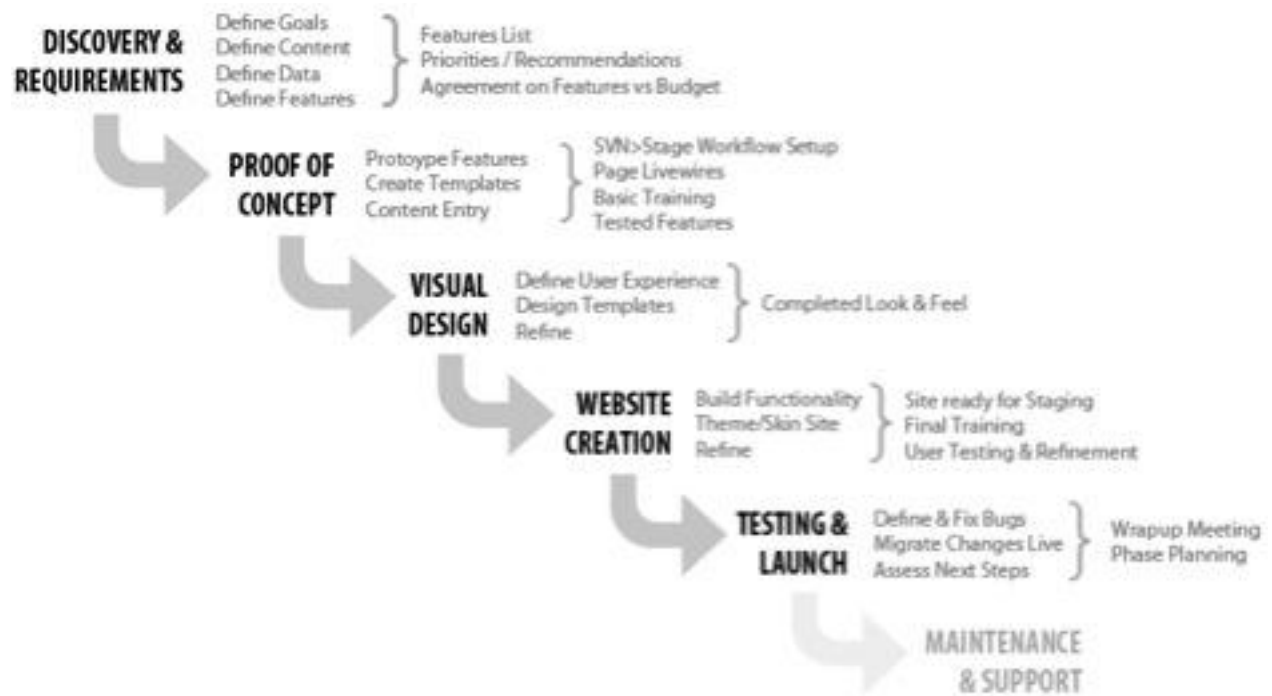 DISCOVERY &
REQUIREMENTS
Define Goals
Define Content
Define Data
Define Features
Features List
Priorities / Recommendations
Agreement on Features vs Budget
PROOF OF
CONCEPT
Protoype Features
Create Templates
Content Entry
SVN>Stage Workflow Setup
Page Livewires
Basic Training
Tested Features
VISUAL
DESIGN
Define User Experience
Design Templates
Refine
Completed Look & Feel
WEBSITE
CREATION
Build Functionality
Theme/Skin Site
Refine
Site ready for Staging
Final Training
User Testing & Refinement
TESTING &
LAUNCH
Define & Fix Bugs
Migrate Changes Live
Assess Next Steps
Wrapup Meeting
Phase Planning
MAINTENANCE
& SUPPORT